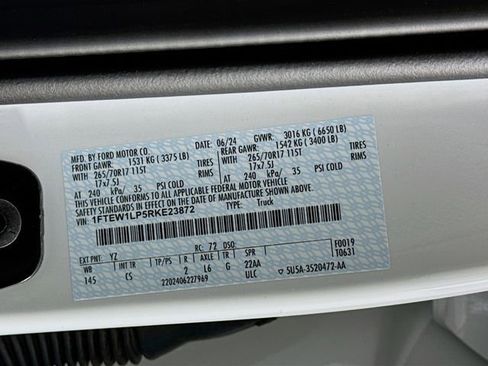 MFD. BY FORD MOTOR CO. DATE: 06/24 GVWR: 3016 KG ( 6650 LB)
FRONT GAWR: 1531 KG ( 3375 LB) REAR GAWR: 1542 KG ( 3400 LB)
WITH 265/70R17 115T TIRES WITH 265/70R17 115T TIRES
17x7.5J RIMS 17x7.5J RIMS
AT 240 kPa/ 35 PSI COLD AT 240 kPa/ 35 PSI COLD
THIS VEHICLE CONFORMS TO ALL APPLICABLE FEDERAL MOTOR VEHICLE
SAFETY STANDARDS IN EFFECT ON THE DATE OF MANUFACTURE SHOWN ABOVE.
VIN: 1FTEW1LP5RKE23872 TYPE: Truck
EXT PNT: YZ RC: 72 DSO: F0019
WB INT TR TP/PS R AXLE TR SPR T0631
145 CS 2 L6 G 22AA
ULC 5U5A-3520472-AA
2202406227969